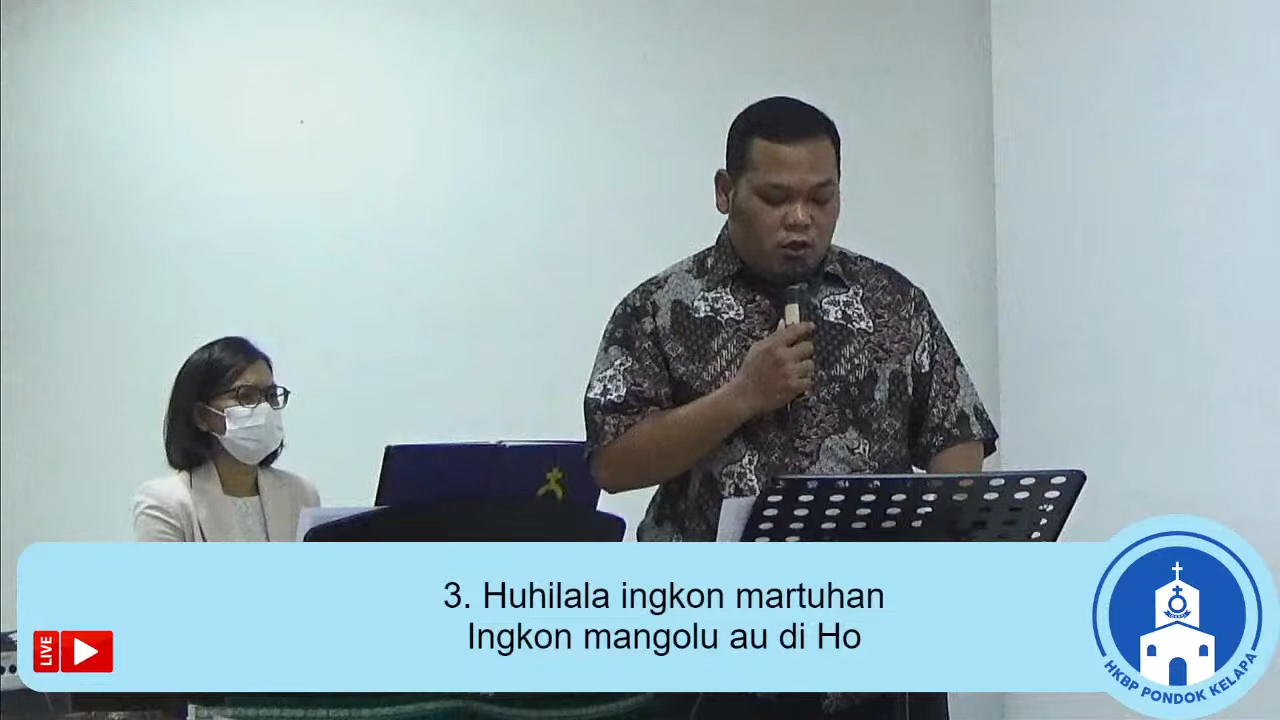 3. Huhilala ingkon martuhan
Ingkon mangolu au di Ho
LIVE
HKBP PONDOK KELAPA